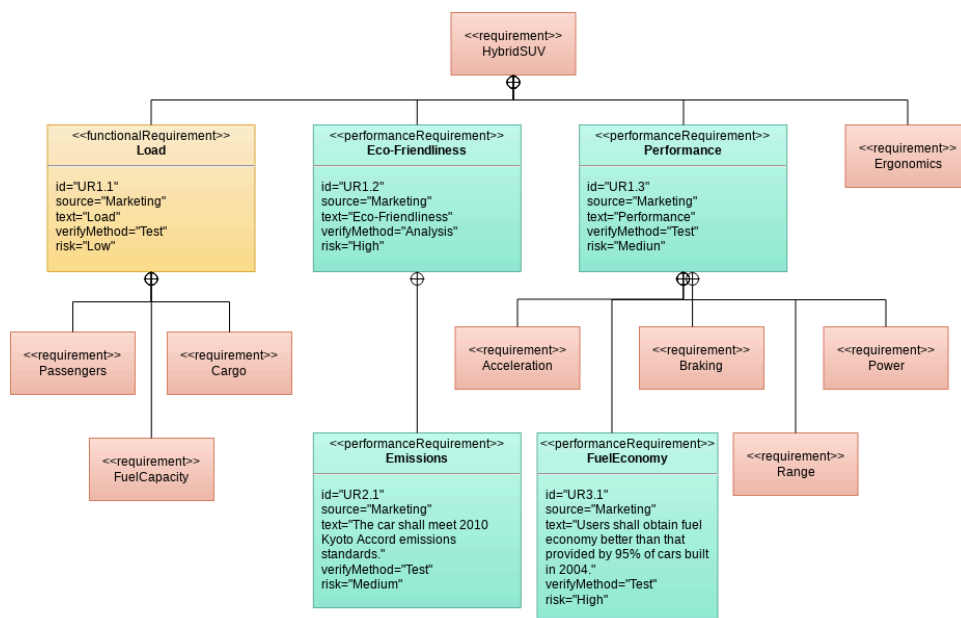 <<requirement>>
HybridSUV
<<functionalRequirement>>
Load
id="UR1.1"
source="Marketing"
text="Load"
verifyMethod="Test"
risk="Low"
<<performanceRequirement>>
Eco-Friendliness
id="UR1.2"
source="Marketing"
text="Eco-Friendliness"
verifyMethod="Analysis"
risk="High"
<<performanceRequirement>>
Performance
id="UR1.3"
source="Marketing"
text="Performance"
verifyMethod="Test"
risk="Mediun"
<<requirement>>
Ergonomics
<<requirement>>
Passengers
<<requirement>>
Cargo
<<requirement>>
Acceleration
<<requirement>>
Braking
<<requirement>>
Power
<<requirement>>
FuelCapacity
<<performanceRequirement>>
Emissions
id="UR2.1"
source="Marketing"
text="The car shall meet 2010
Kyoto Accord emissions
standards."
verifyMethod="Test"
risk="Medium"
<<performanceRequirement>>
FuelEconomy
id="UR3.1"
source="Marketing"
text="Users shall obtain fuel
economy better than that
provided by 95% of cars built
in 2004."
verifyMethod="Test"
risk="High"
<<requirement>>
Range